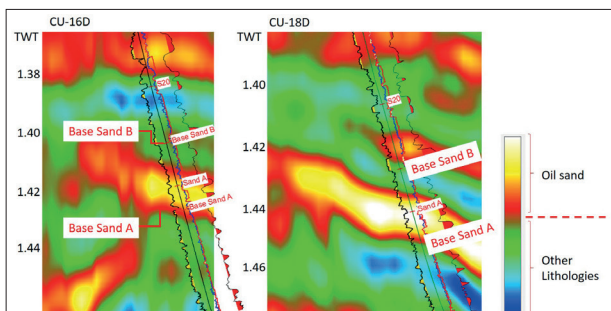 CU-16D
TWT
1.38
1.40
1.42
1.44
S20
Base Sand B
Base Sand B
Sand A
Base Sand A
Base Sand A
CU-18D
TWT
1.40
1.42
1.44
1.46
S20
Base Sand B
Sand A
Base Sand A
Oil sand
Other
Lithologies